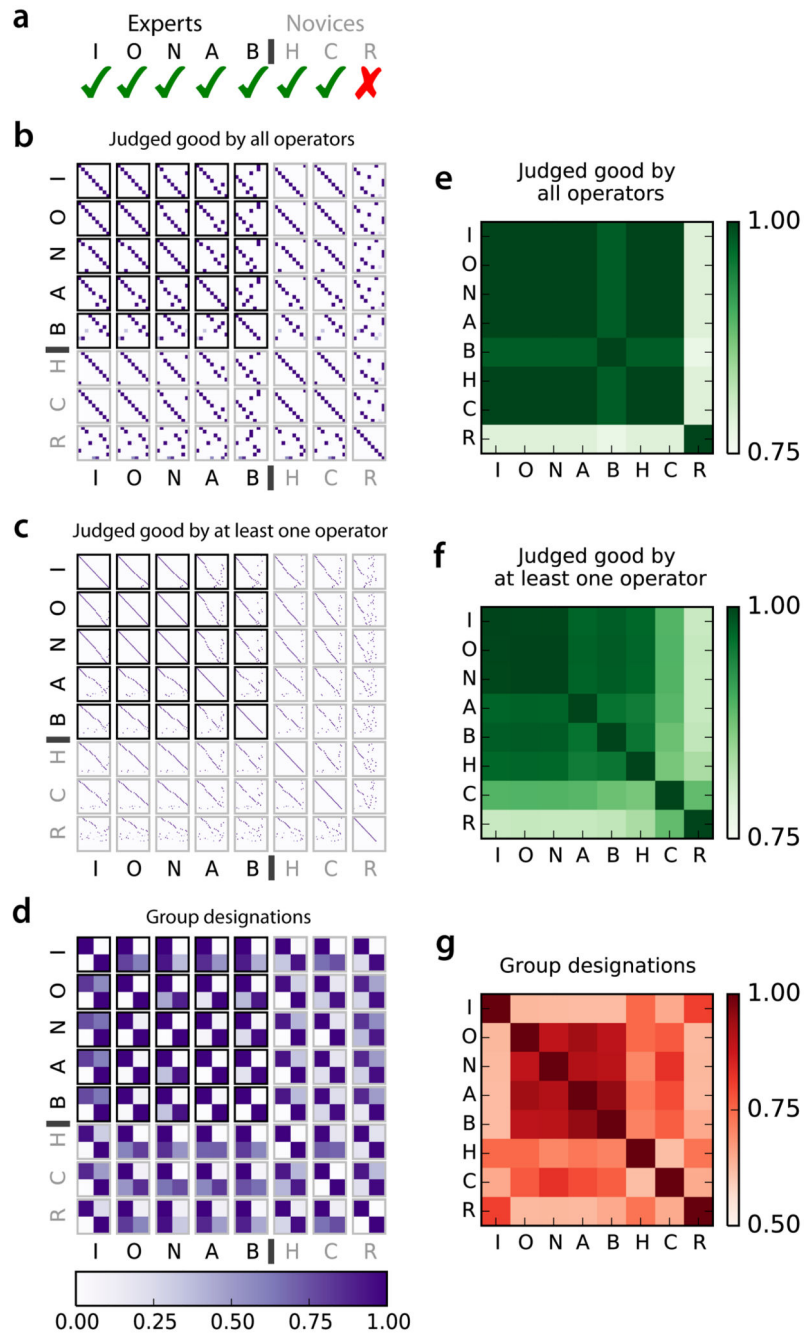 a
Experts Novices
I O N A B H C R
b
Judged good by all operators
I
O
N
A
B
H
C
R
I O N A B H C R
c
Judged good by at least one operator
I
O
N
A
B
H
C
R
I O N A B H C R
d
Group designations
I
O
N
A
B
H
C
R
I O N A B H C R
0.00 0.25 0.50 0.75 1.00
e
Judged good by
all operators
1.00
I
O
N
A
B
H
C
R
0.75
I O N A B H C R
f
Judged good by
at least one operator
1.00
I
O
N
A
B
H
C
R
0.75
I O N A B H C R
g
Group designations
1.00
I
O
N
A
0.75
B
H
C
R
0.50
I O N A B H C R